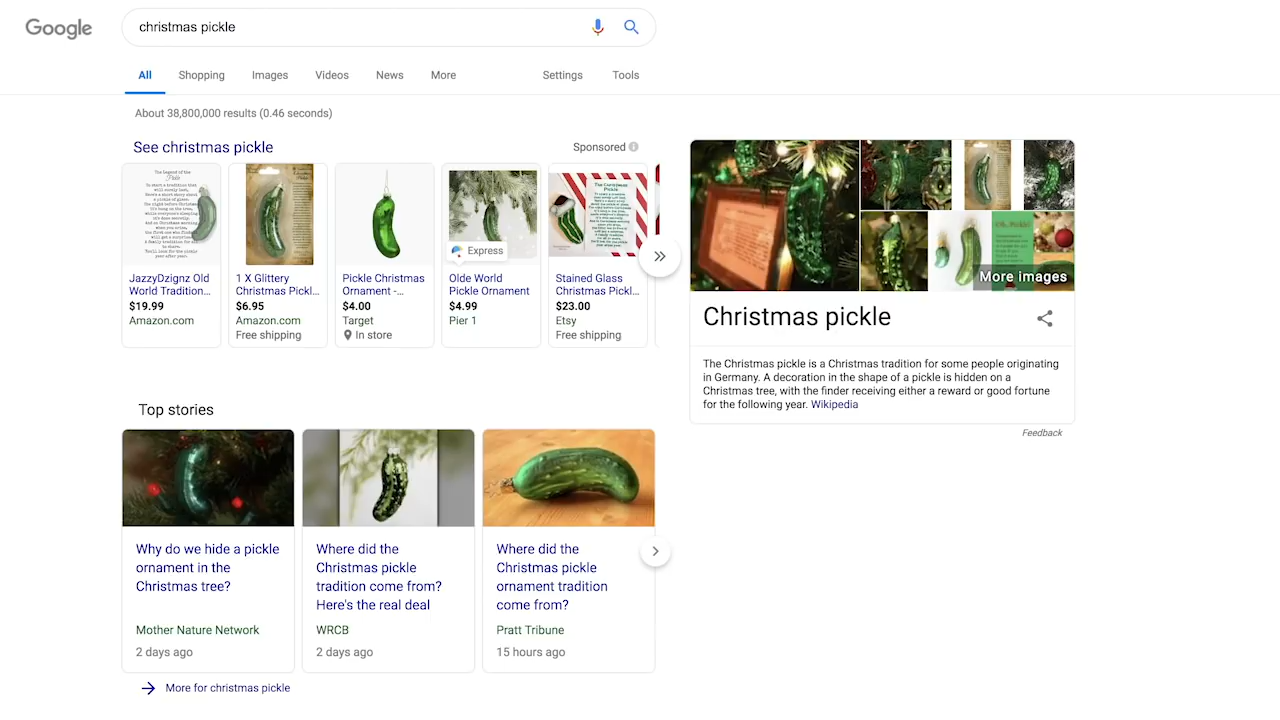 Google
christmas pickle
All Shopping Images Videos News More Settings Tools
About 38,800,000 results (0.46 seconds)
See christmas pickle
Sponsored
JazzyDzignz Old
World Tradition...
$19.99
Amazon.com
1 X Glittery
Christmas Pickl...
$6.95
Amazon.com
Free shipping
Pickle Christmas
Ornament -...
$4.00
Target
In store
Express
Olde World
Pickle Ornament
$4.99
Pier 1
Stained Glass
Christmas Pickl...
$23.00
Etsy
Free shipping
More images
Christmas pickle
The Christmas pickle is a Christmas tradition for some people originating
in Germany. A decoration in the shape of a pickle is hidden on a
Christmas tree, with the finder receiving either a reward or good fortune
for the following year. Wikipedia
Feedback
Top stories
Why do we hide a pickle
ornament in the
Christmas tree?
Mother Nature Network
2 days ago
Where did the
Christmas pickle
tradition come from?
Here's the real deal
WRCB
2 days ago
Where did the
Christmas pickle
ornament tradition
come from?
Pratt Tribune
15 hours ago
More for christmas pickle